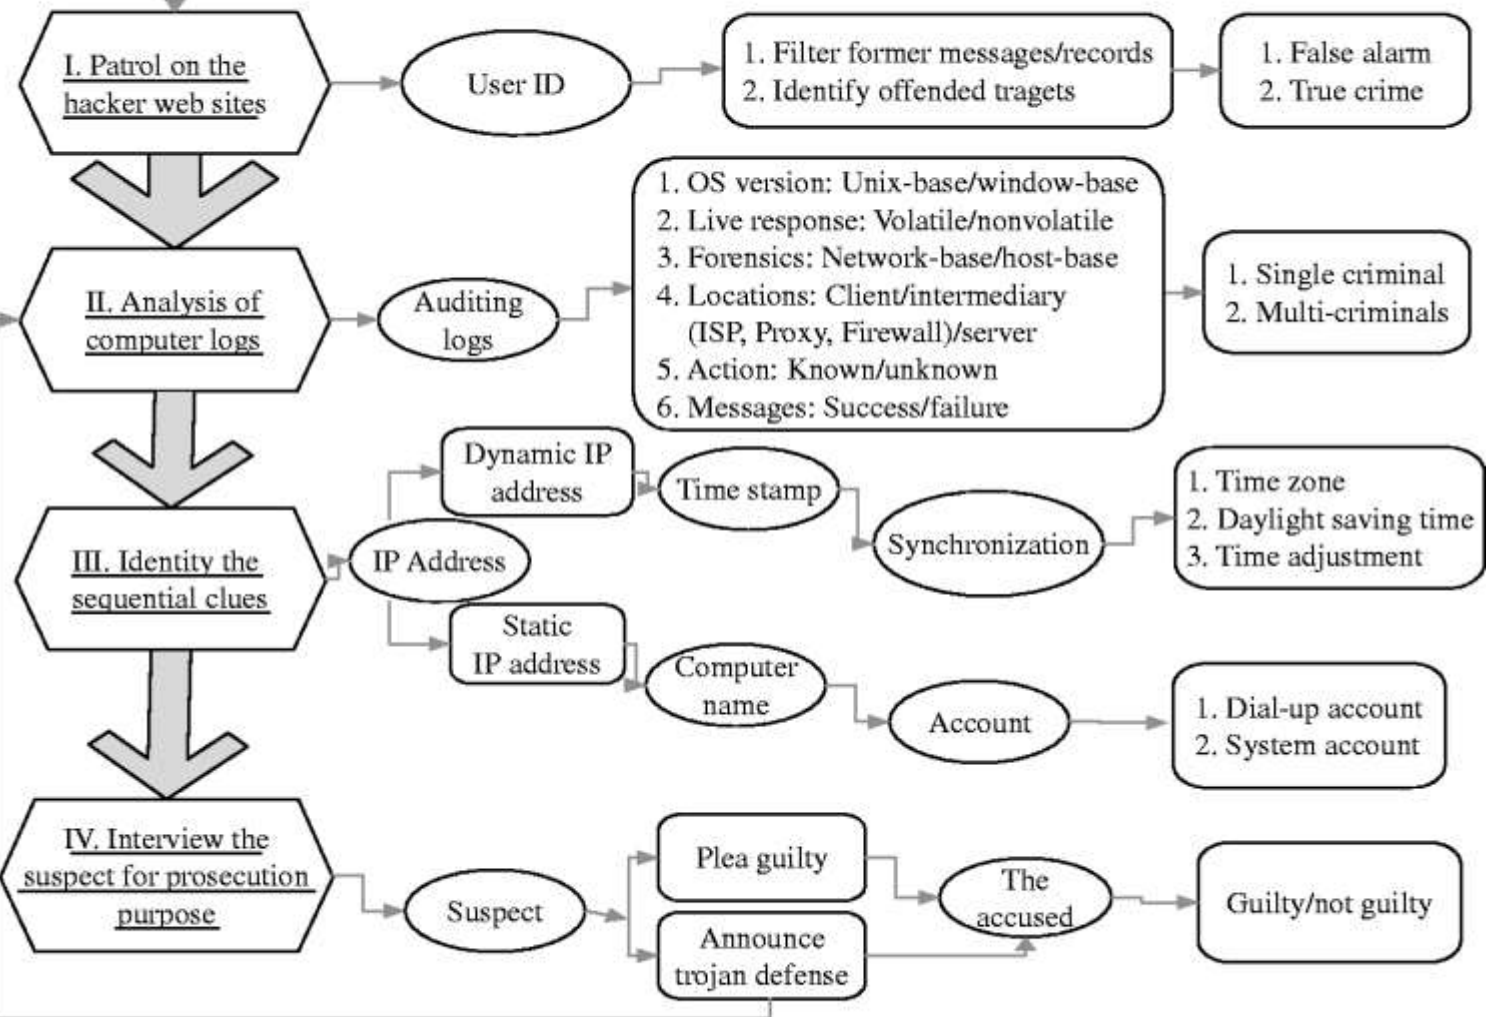 I. Patrol on the
hacker web sites
User ID
1. Filter former messages/records
2. Identify offended tragets
1. False alarm
2. True crime
II. Analysis of
computer logs
Auditing
logs
1. OS version: Unix-base/window-base
2. Live response: Volatile/nonvolatile
3. Forensics: Network-base/host-base
4. Locations: Client/intermediary
(ISP, Proxy, Firewall)/server
5. Action: Known/unknown
6. Messages: Success/failure
1. Single criminal
2. Multi-criminals
III. Identity the
sequential clues
IP Address
Dynamic IP
address
Time stamp
Synchronization
1. Time zone
2. Daylight saving time
3. Time adjustment
Static
IP address
Computer
name
Account
1. Dial-up account
2. System account
IV. Interview the
suspect for prosecution
purpose
Suspect
Plea guilty
Announce
trojan defense
The
accused
Guilty/not guilty